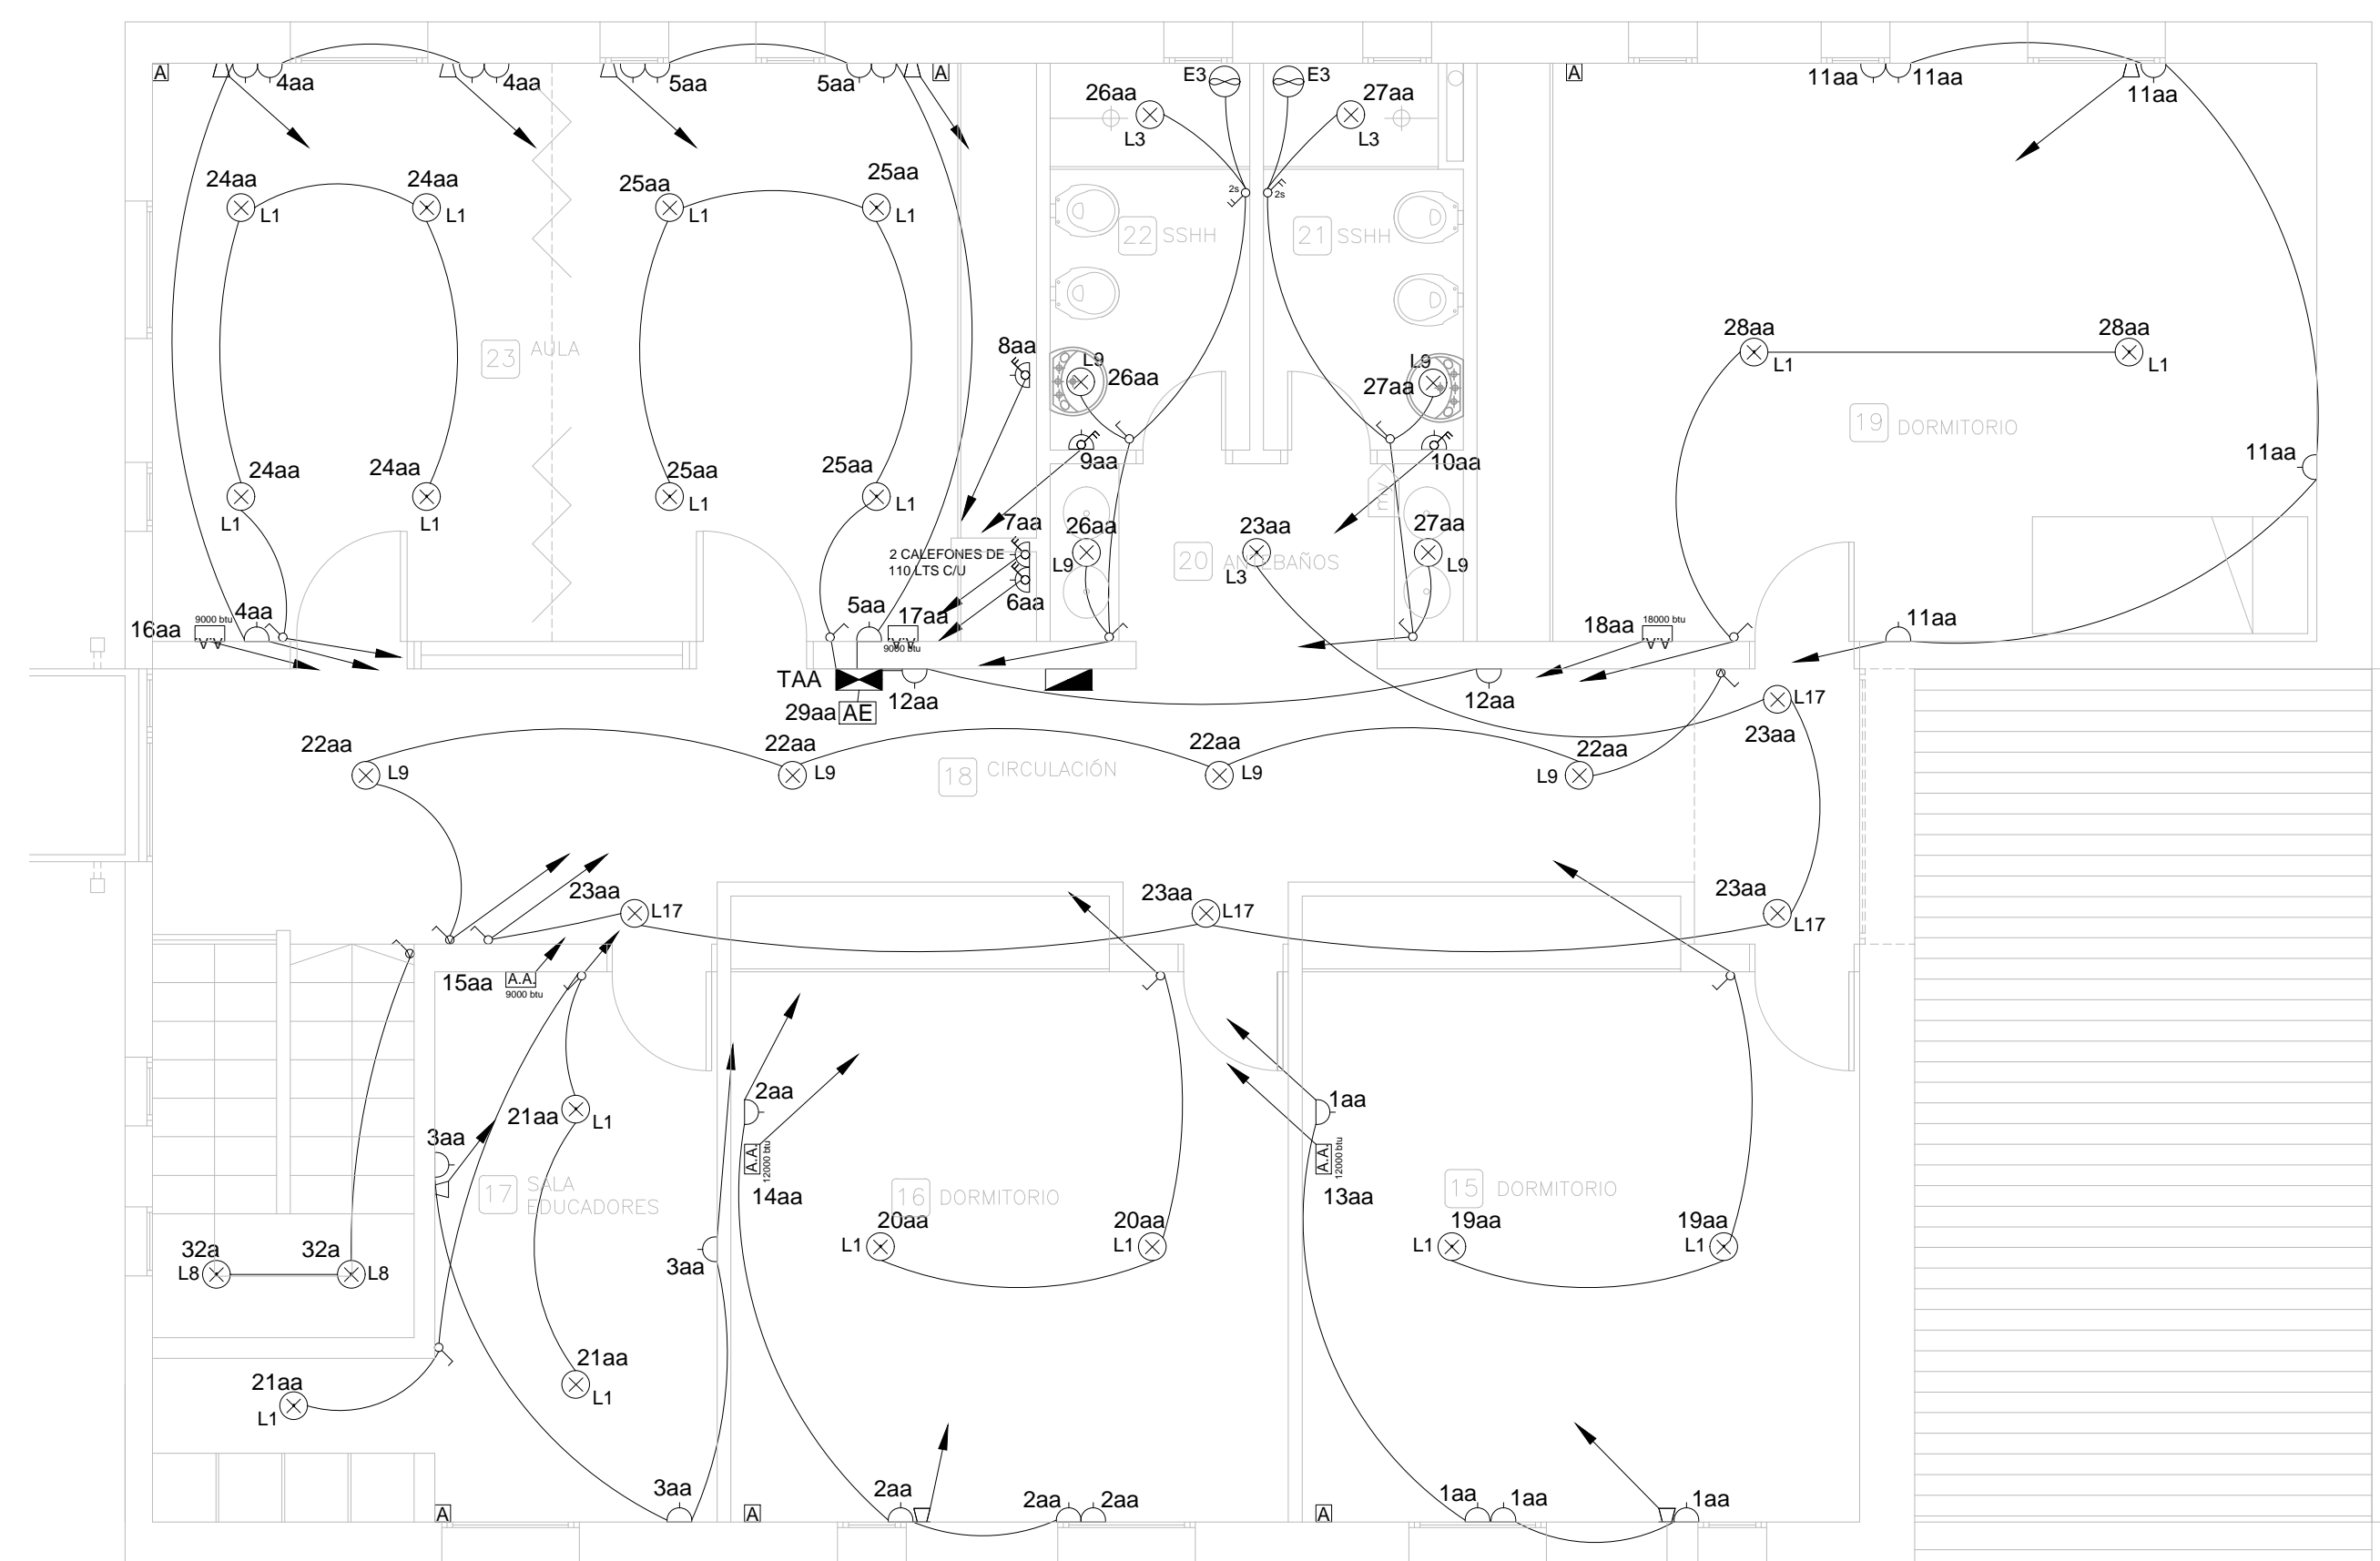 A
4aa
4aa
5aa
5aa
A
E3
E3
26aa
L3
27aa
L3
A
11aa
11aa
11aa
24aa
L1
24aa
L1
25aa
L1
25aa
L1
2s
2s
22 SSHH
21 SSHH
23 AULA
8aa
L9
26aa
L9
27aa
28aa
L1
28aa
L1
19 DORMITORIO
11aa
24aa
L1
24aa
L1
25aa
L1
25aa
L1
9aa
10aa
7aa
26aa
L9
23aa
L3
27aa
L9
2 CALEFONES DE
110 LTS C/U
20 ANTEBAÑOS
6aa
16aa
9000 btu
4aa
5aa
17aa
9000 btu
18aa
18000 btu
11aa
TAA
12aa
12aa
29aa
AE
L17
23aa
22aa
L9
22aa
L9
22aa
L9
22aa
L9
18 CIRCULACIÓN
23aa
L17
23aa
L17
23aa
L17
15aa
A.A.
9000 btu
2aa
1aa
21aa
L1
3aa
A.A.
12000 btu
14aa
A.A.
12000 btu
13aa
17 SALA
EDUCADORES
16 DORMITORIO
15 DORMITORIO
20aa
L1
20aa
L1
19aa
L1
19aa
L1
32a
L8
32a
L8
3aa
21aa
L1
21aa
L1
3aa
2aa
2aa
2aa
1aa
1aa
1aa
A
A
A